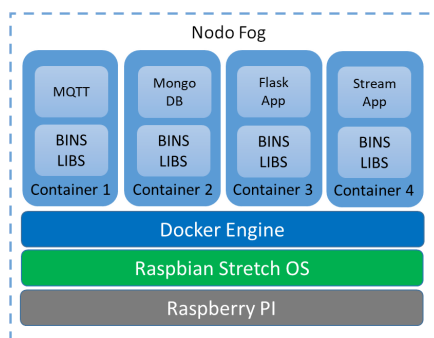 Nodo Fog
MQTT
BINS
LIBS
Container 1
Mongo
DB
BINS
LIBS
Container 2
Flask
App
BINS
LIBS
Container 3
Stream
App
BINS
LIBS
Container 4
Docker Engine
Raspbian Stretch OS
Raspberry PI